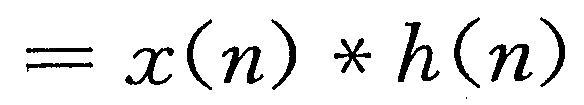 = x(n) * h(n)